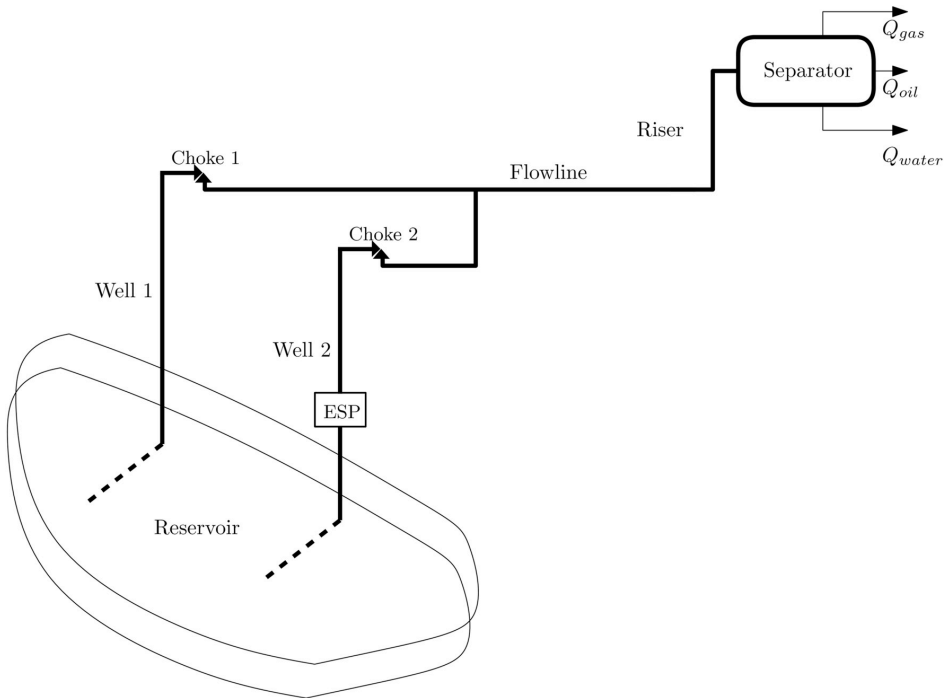 Q_gas
Separator
Q_oil
Riser
Q_water
Choke 1
Flowline
Choke 2
Well 1
Well 2
ESP
Reservoir